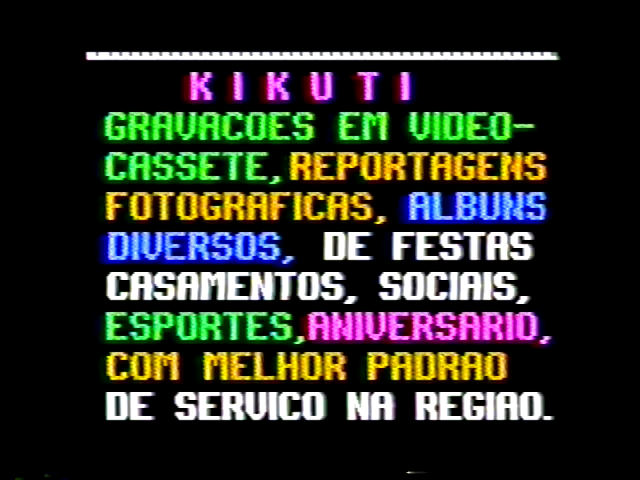 KIKUTI
GRAVACOES EM VIDEO-
CASSETE, REPORTAGENS
FOTOGRAFICAS, ALBUNS
DIVERSOS, DE FESTAS
CASAMENTOS, SOCIAIS,
ESPORTES,ANIVERSARIO,
COM MELHOR PADRAO
DE SERVICO NA REGIAO.